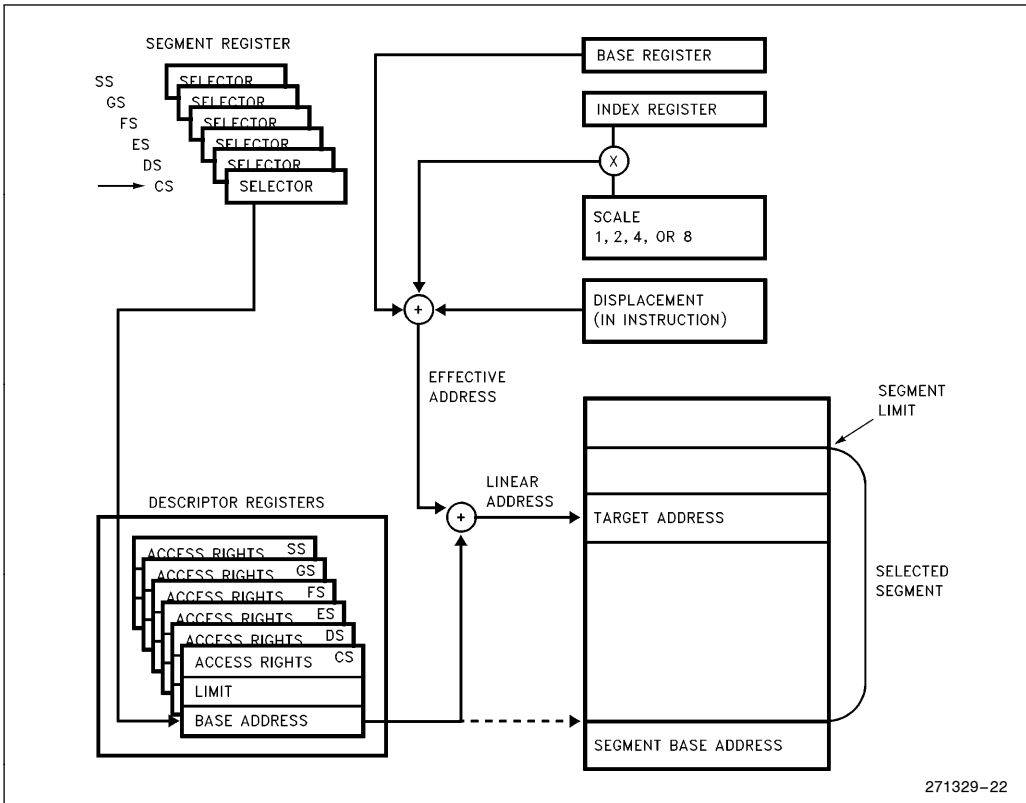 SEGMENT REGISTER
SS
GS
FS
ES
DS
CS
SELECTOR
SELECTOR
SELECTOR
SELECTOR
SELECTOR
SELECTOR
BASE REGISTER
INDEX REGISTER
X
SCALE
1, 2, 4, OR 8
+
DISPLACEMENT
(IN INSTRUCTION)
EFFECTIVE
ADDRESS
SEGMENT
LIMIT
LINEAR
ADDRESS
+
TARGET ADDRESS
SELECTED
SEGMENT
DESCRIPTOR REGISTERS
ACCESS RIGHTS SS
ACCESS RIGHTS GS
ACCESS RIGHTS FS
ACCESS RIGHTS ES
ACCESS RIGHTS DS
ACCESS RIGHTS CS
LIMIT
BASE ADDRESS
SEGMENT BASE ADDRESS
271329-22